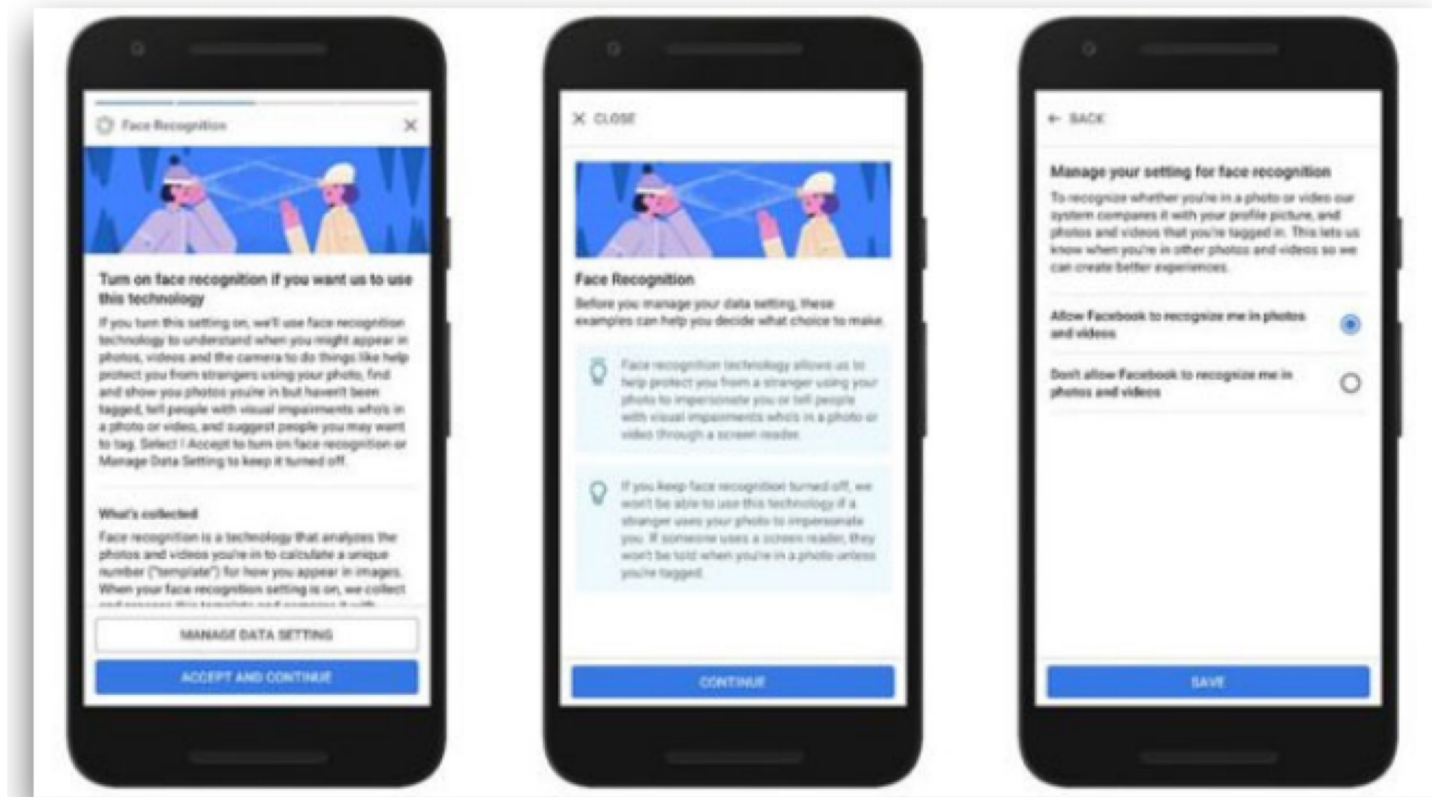 Face Recognition
Turn on face recognition if you want us to use
this technology
If you turn this setting on, we'll use face recognition
technology to understand when you might appear in
photos, videos and the camera to do things like help
protect you from strangers using your photo, find
and show you photos you're in but haven't been
tagged, tell people with visual impairments who's in
a photo or video, and suggest people you may want
to tag. Select I Accept to turn on face recognition or
Manage Data Setting to keep it turned off.
What's collected
Face recognition is a technology that analyzes the
photos and videos you're in to calculate a unique
number ("template") for how you appear in images.
When your face recognition setting is on, we collect
MANAGE DATA SETTING
ACCEPT AND CONTINUE
CLOSE
Face Recognition
Before you manage your data setting, these
examples can help you decide what choice to make.
Face recognition technology allows us to
help protect you from a stranger using your
photo to impersonate you or tell people
with visual impairments who's in a photo or
video through a screen reader.
If you keep face recognition turned off, we
won't be able to use this technology if a
stranger uses your photo to impersonate
you. If someone uses a screen reader, they
won't be told when you're in a photo unless
you're tagged.
CONTINUE
BACK
Manage your setting for face recognition
To recognize whether you're in a photo or video our
system compares it with your profile picture, and
photos and videos that you're tagged in. This lets us
know when you're in other photos and videos so we
can create better experiences.
Allow Facebook to recognize me in photos
and videos
Don't allow Facebook to recognize me in
photos and videos
SAVE